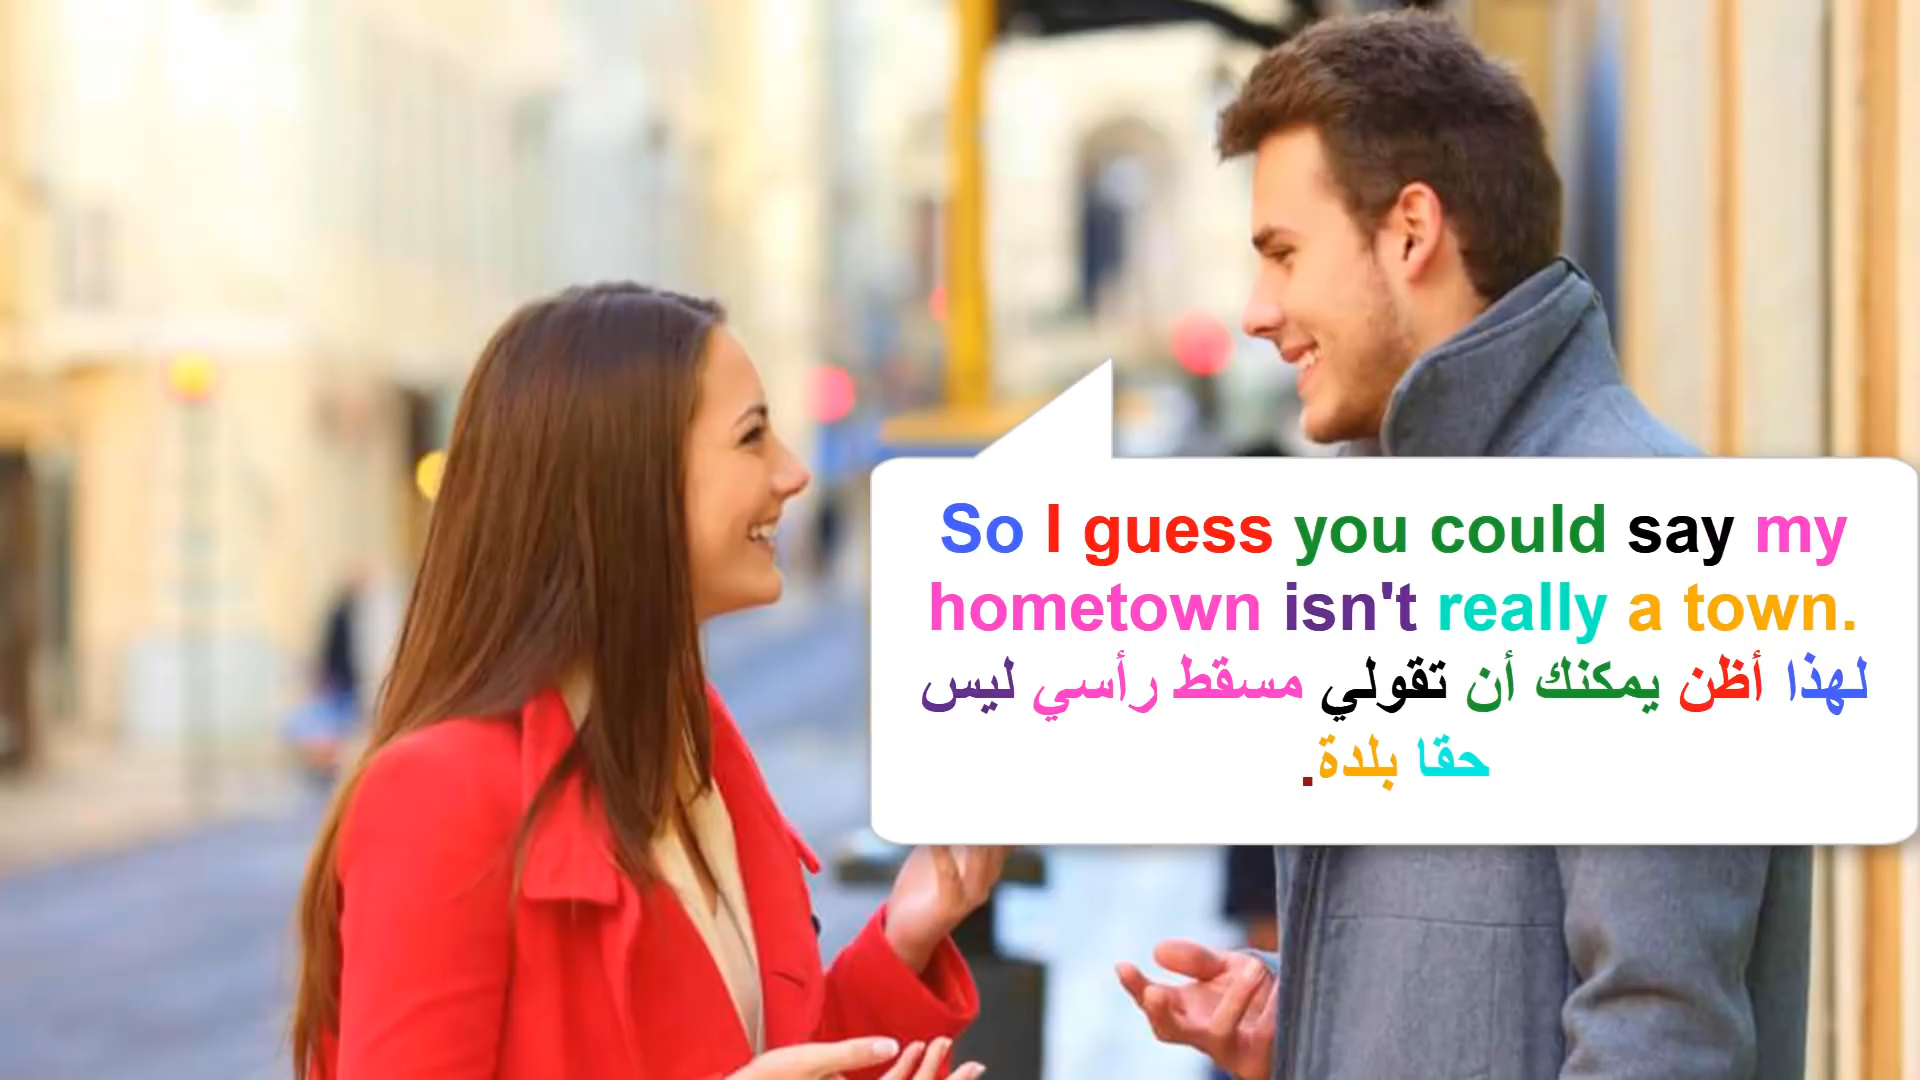 So I guess you could say my
hometown isn't really a town.
لهذا أظن يمكنك أن تقولي مسقط رأسي ليس
حقا بلدة.